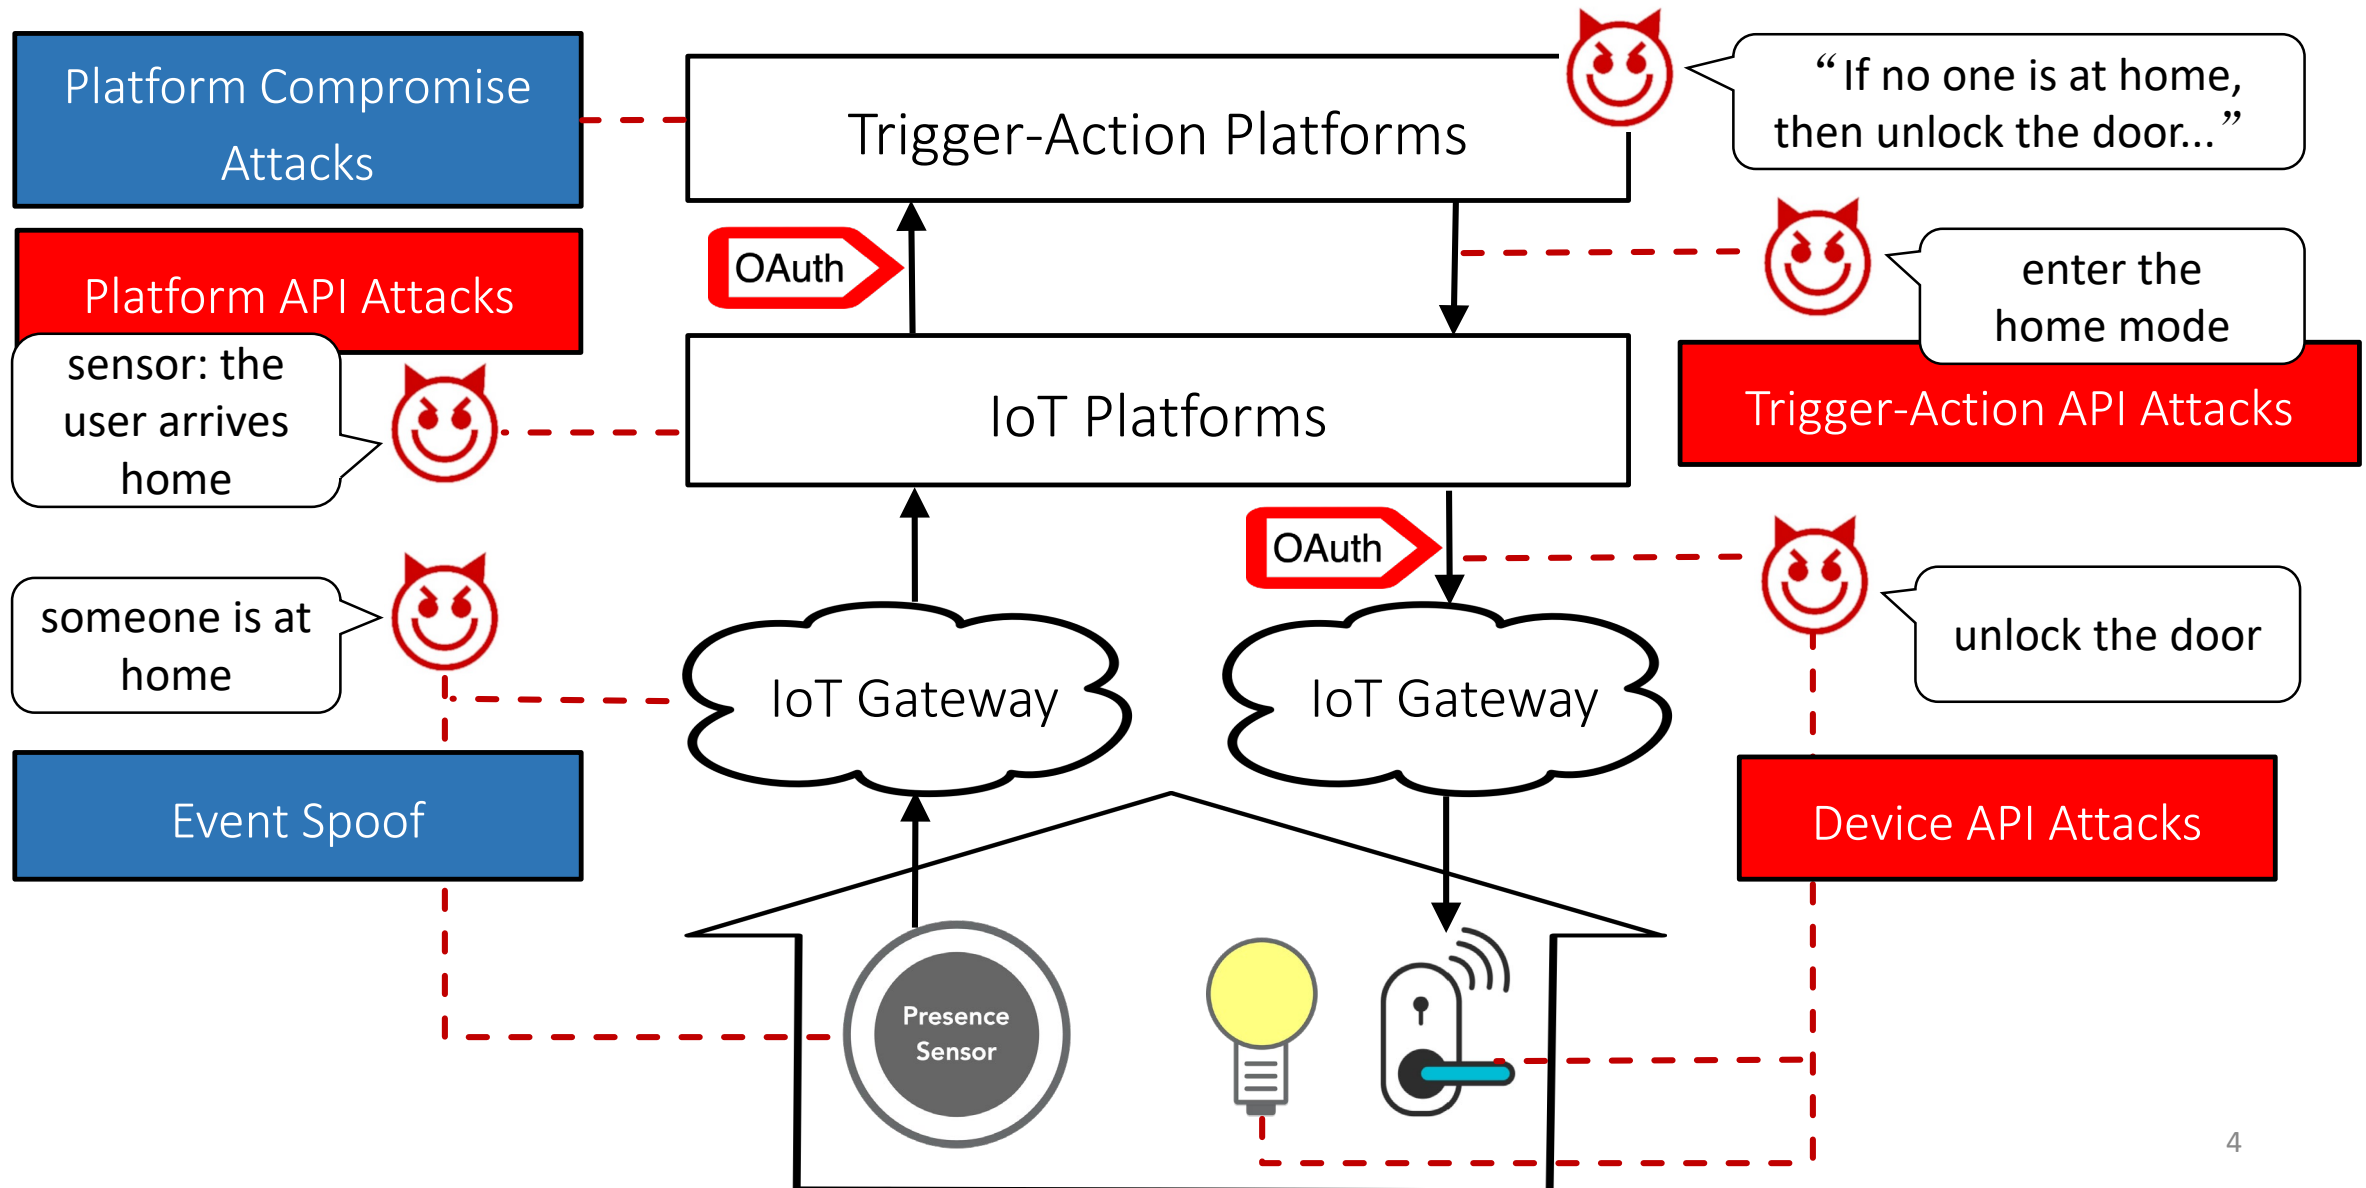 Platform Compromise
Attacks
Trigger-Action Platforms
“If no one is at home,
then unlock the door...”
Platform API Attacks
OAuth
enter the
home mode
sensor: the
user arrives
home
IoT Platforms
Trigger-Action API Attacks
OAuth
someone is at
home
IoT Gateway
IoT Gateway
unlock the door
Event Spoof
Device API Attacks
Presence
Sensor
4